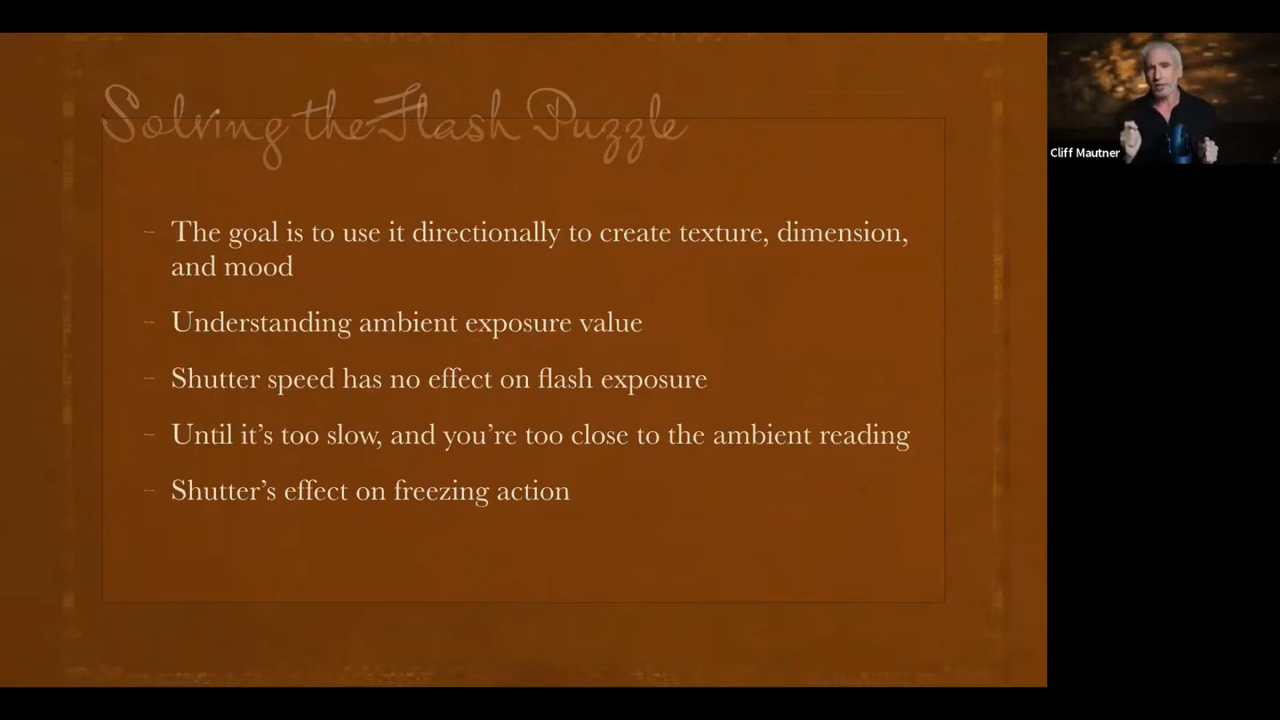 Solving the Flash Puzzle
- The goal is to use it directionally to create texture, dimension,
and mood
- Understanding ambient exposure value
- Shutter speed has no effect on flash exposure
- Until it’s too slow, and you’re too close to the ambient reading
- Shutter’s effect on freezing action
Cliff Mautner